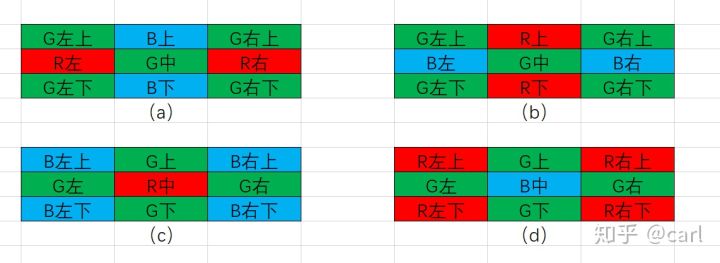 G左上 B上 G右上
R左 G中 R右
G左下 B下 G右下
（a）
G左上 R上 G右上
B左 G中 B右
G左下 R下 G右下
（b）
B左上 G上 B右上
G左 R中 G右
B左下 G下 B右下
（c）
R左上 G上 R右上
G左 B中 G右
R左下 G下 R右下
（d）
知乎 @carl